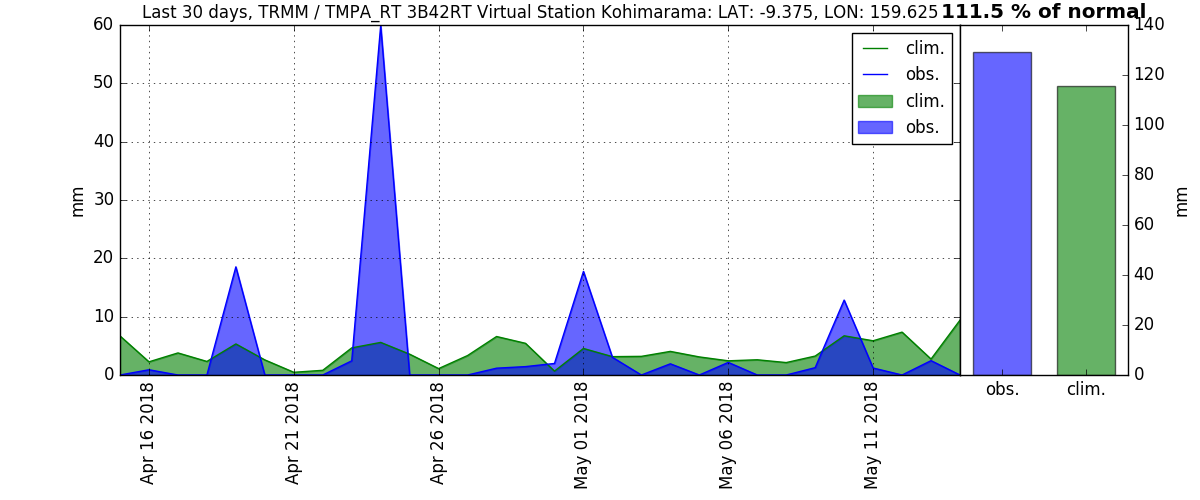 Last 30 days, TRMM / TMPA_RT 3B42RT Virtual Station Kohimarama: LAT: -9.375, LON: 159.625 111.5 % of normal
60
50
40
30
20
10
0
mm
clim.
obs.
clim.
obs.
140
120
100
80
60
40
20
0
mm
Apr 16 2018
Apr 21 2018
Apr 26 2018
May 01 2018
May 06 2018
May 11 2018
obs.
clim.